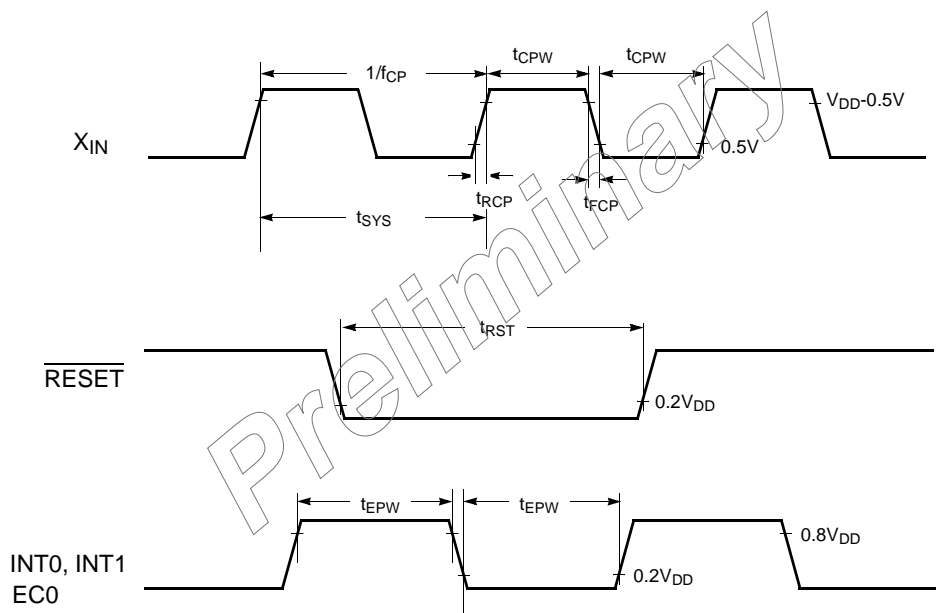 tCPW tCPW
1/fCP
VDD-0.5V
XIN
0.5V
tRCP tFCP
tSYS
tRST
RESET
0.2VDD
Preliminary
tEPW tEPW
0.8VDD
INT0, INT1
EC0
0.2VDD